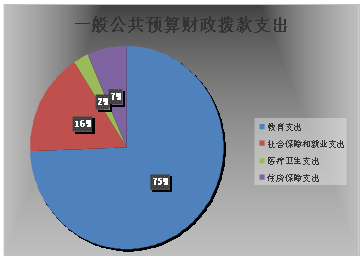 一般公共预算财政拨款支出
7%
2%
16%
75%
教育支出
社会保障和就业支出
医疗卫生支出
住房保障支出